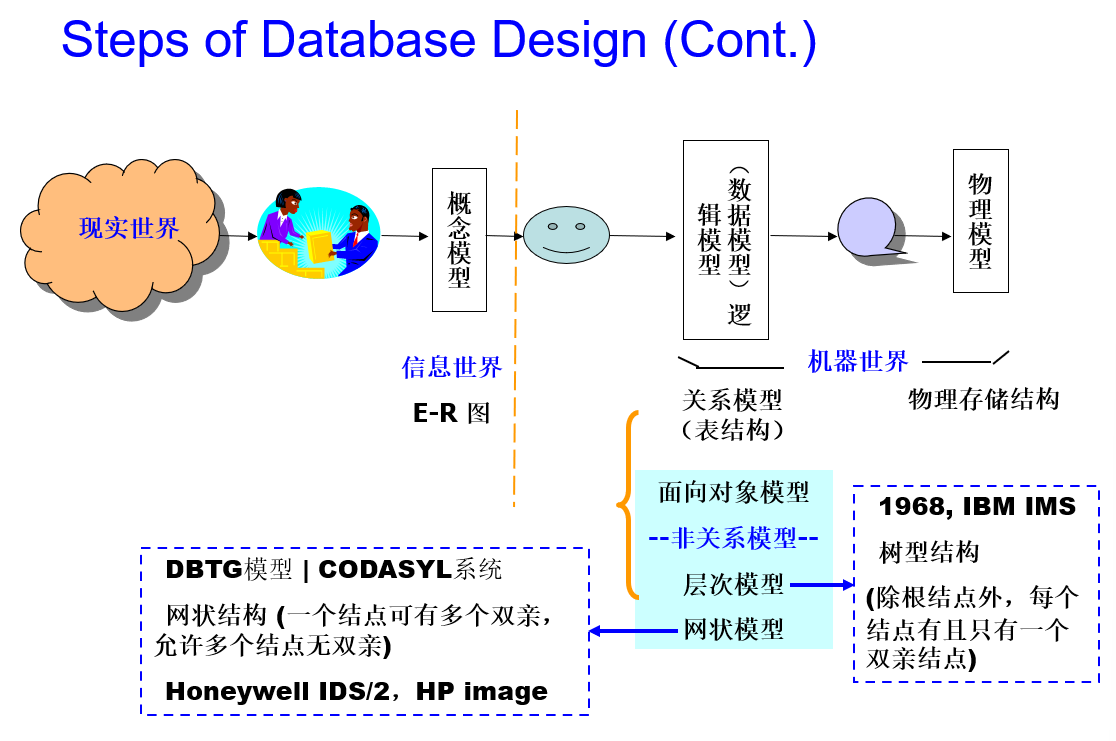 Steps of Database Design (Cont.)
现实世界
概念模型
（数据模型）逻
辑模型
物理模型
信息世界
E-R 图
机器世界
关系模型
（表结构）
物理存储结构
面向对象模型
--非关系模型--
层次模型
网状模型
1968, IBM IMS
树型结构
(除根结点外，每个
结点有且只有一个
双亲结点)
DBTG模型 | CODASYL系统
网状结构 (一个结点可有多个双亲，
允许多个结点无双亲)
Honeywell IDS/2，HP image